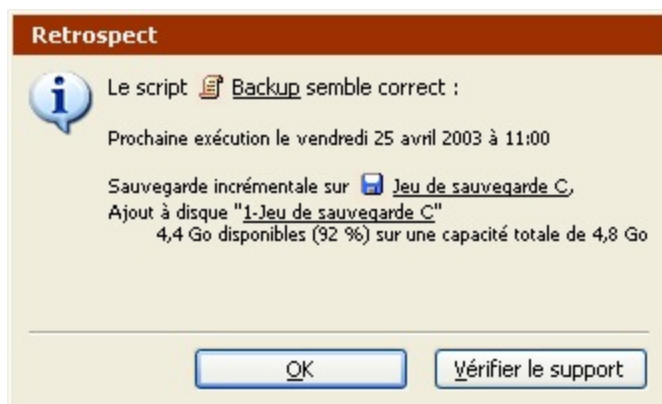 Retrospect
Le script Backup semble correct :
Prochaine exécution le vendredi 25 avril 2003 à 11:00
Sauvegarde incrémentale sur Jeu de sauvegarde C,
Ajout à disque "1-Jeu de sauvegarde C"
4,4 Go disponibles (92 %) sur une capacité totale de 4,8 Go
OK
Vérifier le support